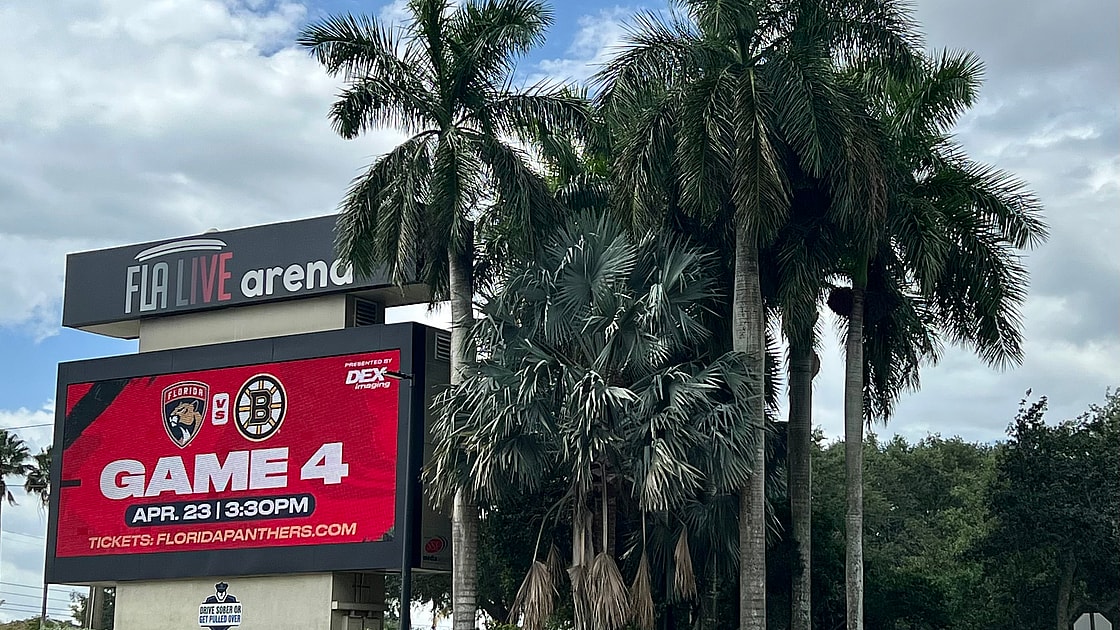 FLA LIVE arena
PRESENTED BY
DEX
imaging
FLORIDA
VS
B
GAME 4
APR. 23 | 3:30PM
TICKETS: FLORIDAPANTHERS.COM
DRIVE SOBER OR
GET PULLED OVER